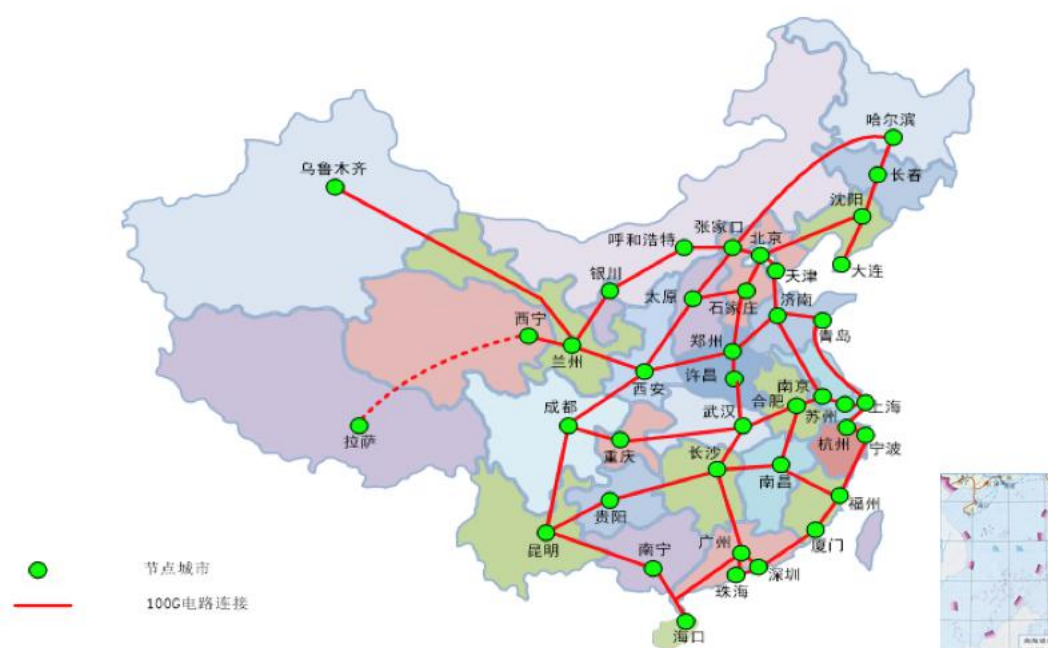 哈尔滨
乌鲁木齐
长春
沈阳
张家口
呼和浩特
北京
大连
天津
银川
太原
石家庄
济南
西宁
青岛
郑州
兰州
许昌
西安
南京
合肥
成都
武汉
苏州
上海
杭州
拉萨
宁波
重庆
长沙
南昌
福州
贵阳
昆明
南宁
广州
厦门
深圳
珠海
海口
节点城市
100G电路连接